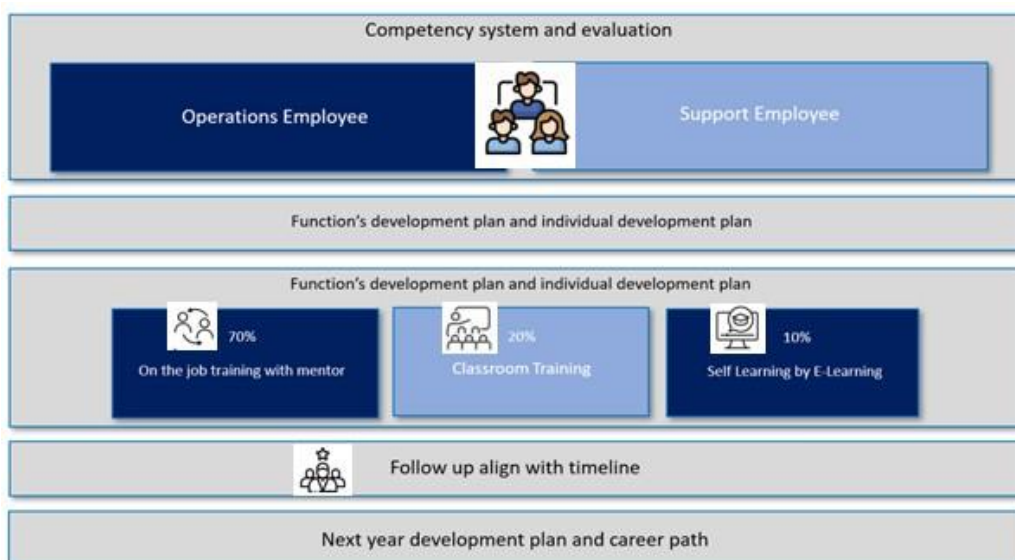 Competency system and evaluation
Operations Employee
Support Employee
Function's development plan and individual development plan
Function's development plan and individual development plan
70%
On the job training with mentor
20%
Classroom Training
10%
Self Learning by E-Learning
Follow up align with timeline
Next year development plan and career path